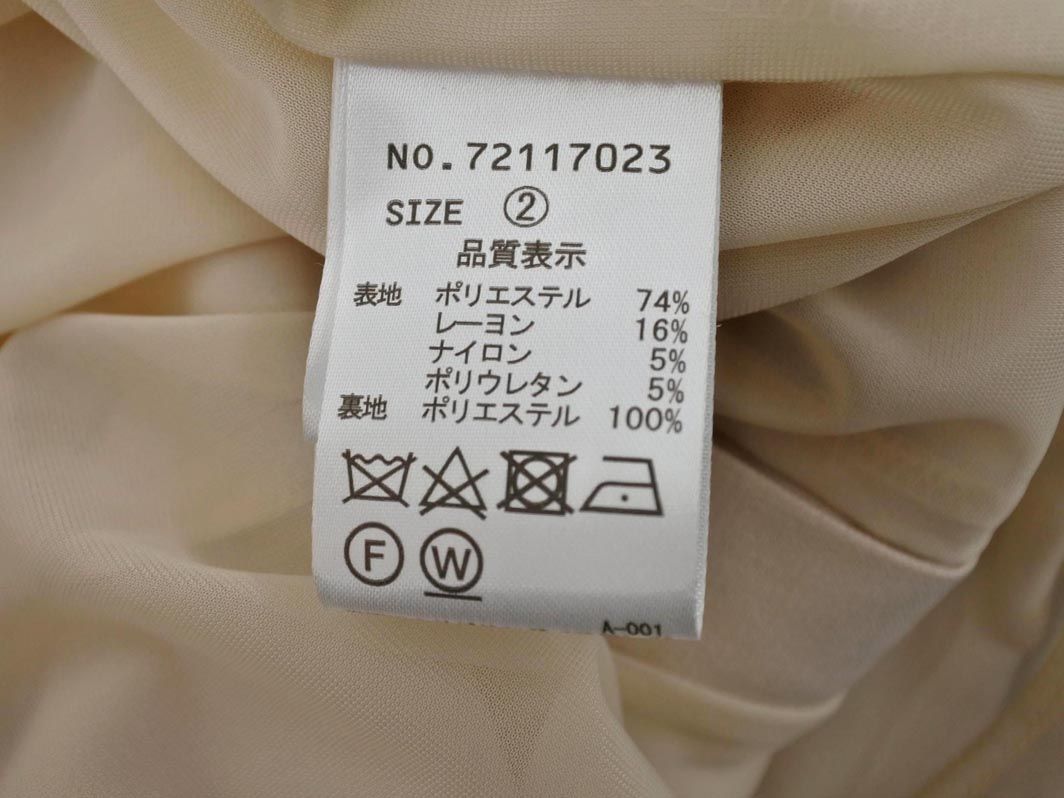 NO.72117023
SIZE ②
品質表示
表地 ポリエステル 74%
レーヨン 16%
ナイロン 5%
ポリウレタン 5%
裏地 ポリエステル 100%
F W
A-001